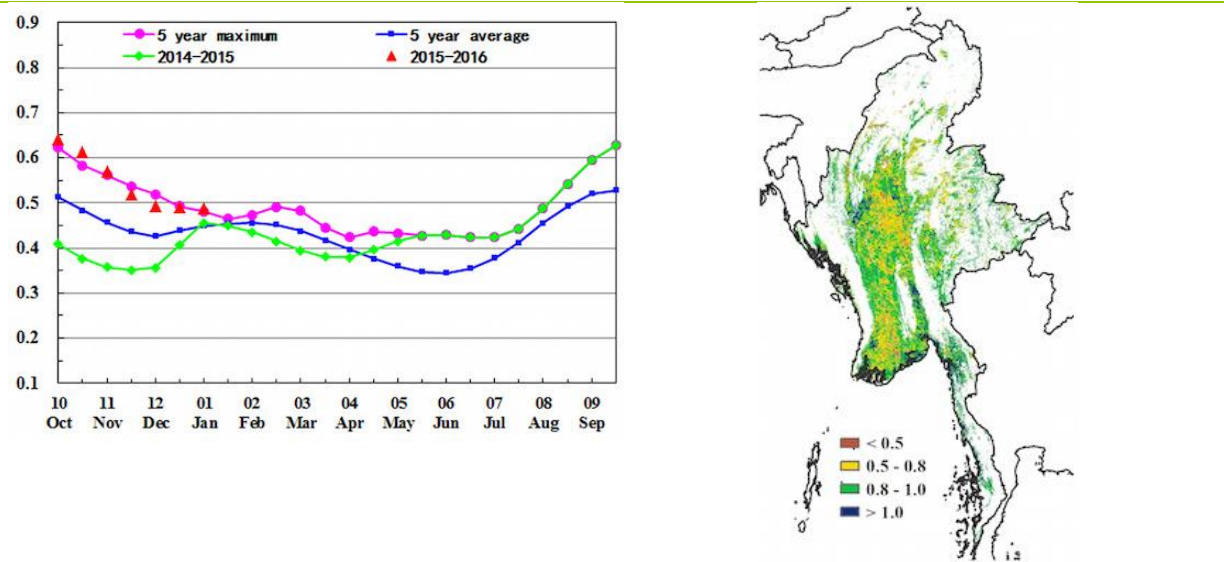 0.9
5 year maximum
5 year average
2014-2015
2015-2016
0.8
0.7
0.6
0.5
0.4
0.3
0.2
0.1
10 11 12 01 02 03 04 05 06 07 08 09
Oct Nov Dec Jan Feb Mar Apr May Jun Jul Aug Sep
< 0.5
0.5 - 0.8
0.8 - 1.0
> 1.0